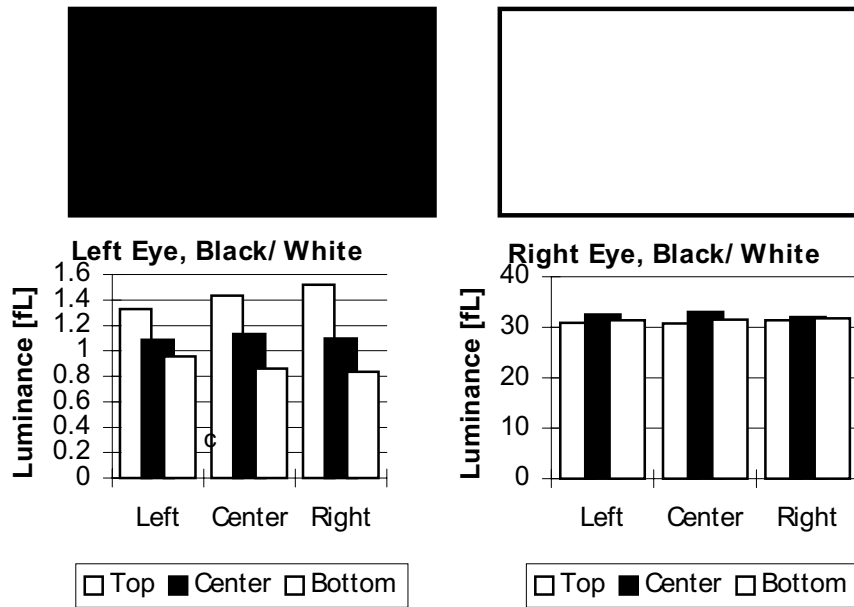 Left Eye, Black/ White
Luminance [fL]
1.6
1.4
1.2
1
0.8
0.6
0.4
0.2
0
c
Left Center Right
Top Center Bottom
Right Eye, Black/ White
Luminance [fL]
40
30
20
10
0
Left Center Right
Top Center Bottom